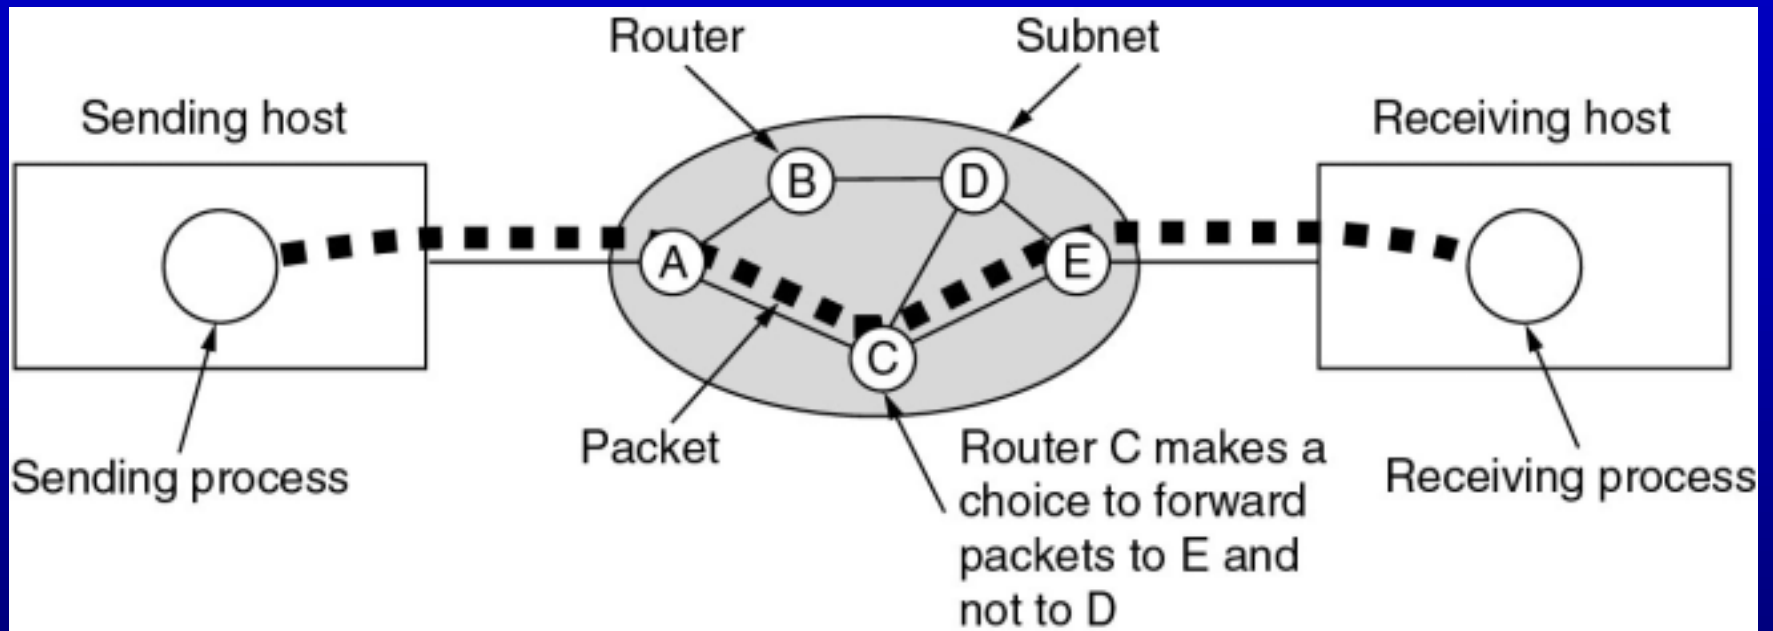 Router
Subnet
Sending host
Receiving host
B
D
A
E
C
Packet
Router C makes a
choice to forward
packets to E and
not to D
Sending process
Receiving process